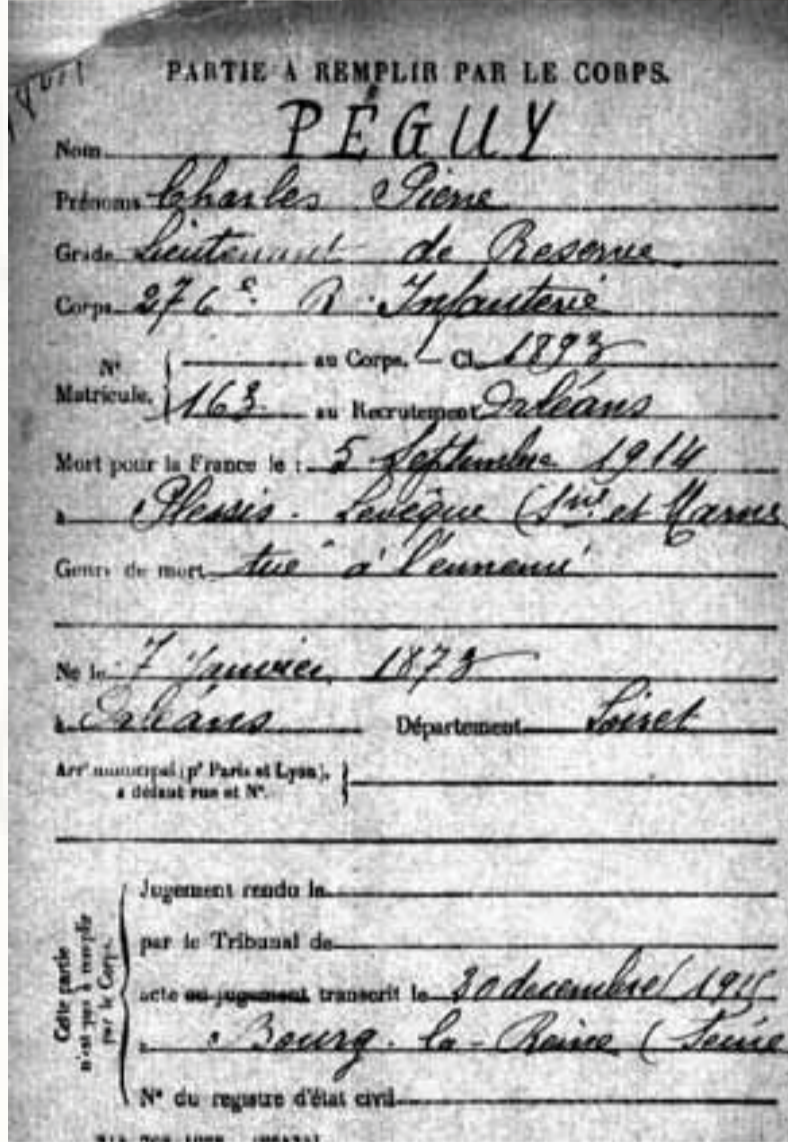 PARTIE À REMPLIR PAR LE CORPS.
Nom PÉGUY
Prénoms Charles Pierre
Grade Lieutenant de Réserve
Corps 276e R. Infanterie
N° Matricule. { au Corps. — Cl. 1893
163 au Recrutement Orléans
Mort pour la France le : 5 Septembre 1914
à Plessis - Levêque (Sne et Marne
Genre de mort tué à l'ennemi
Né le 7 Janvier 1873
à Orléans Département Loiret
Arrt municipal (pr Paris et Lyon), à défaut rue et N°. }
Cette partie n'est pas à remplir par le Corps. {
Jugement rendu le
par le Tribunal de
acte ou jugement transcrit le 30 decembre 1915
à Bourg-la-Reine (Seine
N° du registre d'état civil